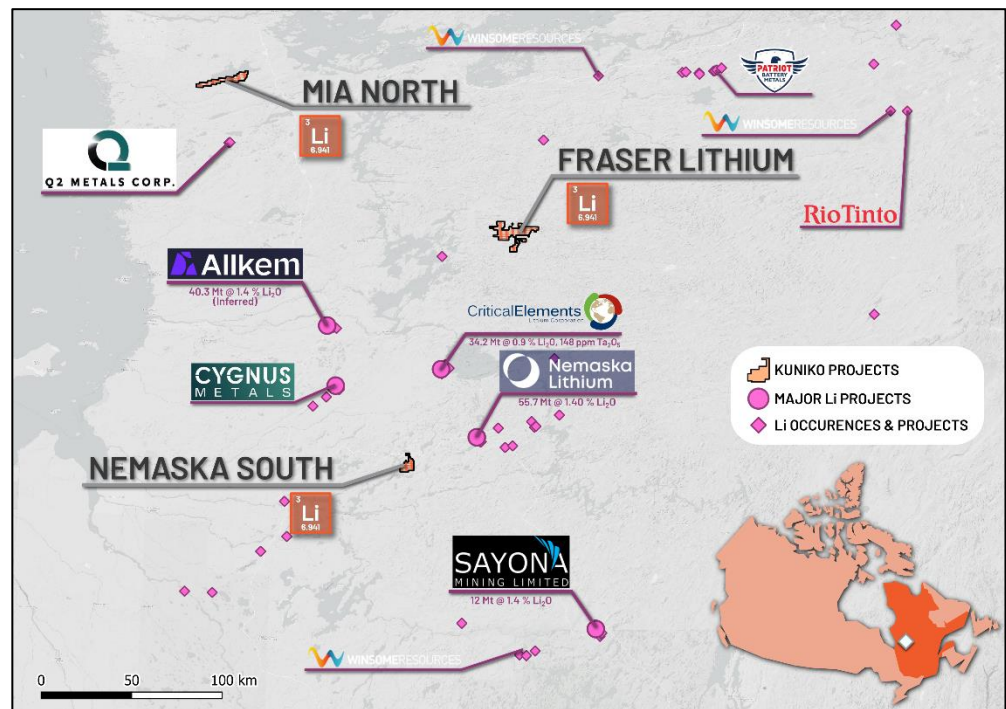 WINSOMERESOURCES
PATRIOT
BATTERY
METALS
MIA NORTH
3
Li
6.941
WINSOMERESOURCES
Q2 METALS CORP.
FRASER LITHIUM
3
Li
6.941
RioTinto
Allkem
40.3 Mt @ 1.4 % Li₂O
(Inferred)
CriticalElements
Lithium Corporation
34.2 Mt @ 0.9 % Li₂O, 148 ppm Ta₂O₅
CYGNUS
METALS
Nemaska
Lithium
55.7 Mt @ 1.40 % Li₂O
KUNIKO PROJECTS
MAJOR Li PROJECTS
Li OCCURENCES & PROJECTS
NEMASKA SOUTH
3
Li
6.941
SAYONA
MINING LIMITED
12 Mt @ 1.4 % Li₂O
WINSOMERESOURCES
0 50 100 km